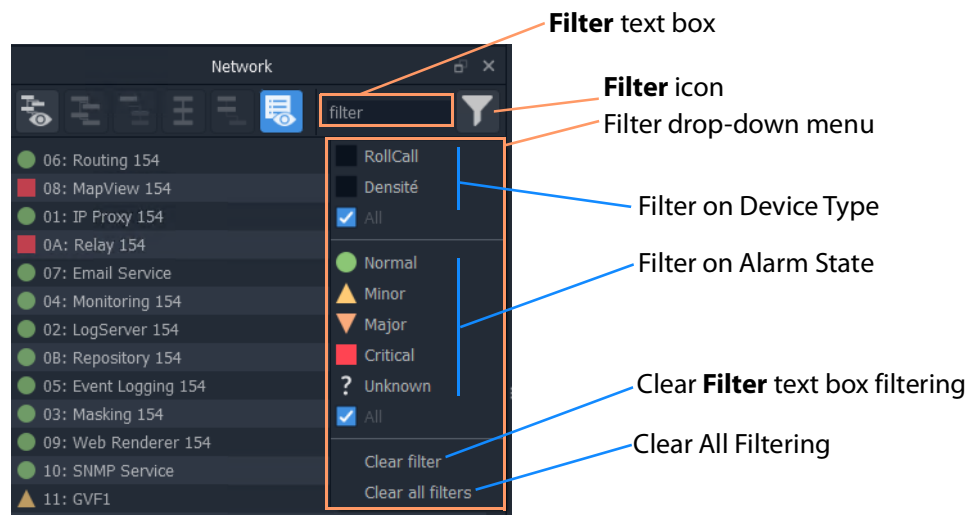 Filter text box
Network
Filter icon
filter
Filter drop-down menu
06: Routing 154
08: MapView 154
01: IP Proxy 154
0A: Relay 154
07: Email Service
04: Monitoring 154
02: LogServer 154
0B: Repository 154
05: Event Logging 154
03: Masking 154
09: Web Renderer 154
10: SNMP Service
11: GVF1
RollCall
Densité
All
Normal
Minor
Major
Critical
? Unknown
All
Clear filter
Clear all filters
Filter on Device Type
Filter on Alarm State
Clear Filter text box filtering
Clear All Filtering